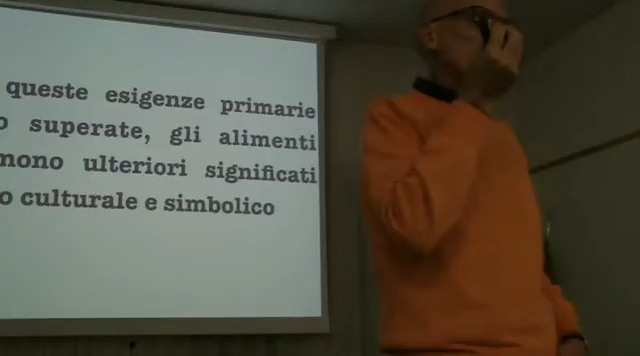 queste esigenze primarie
superate, gli alimenti
ulteriori significati
culturale e simbolico